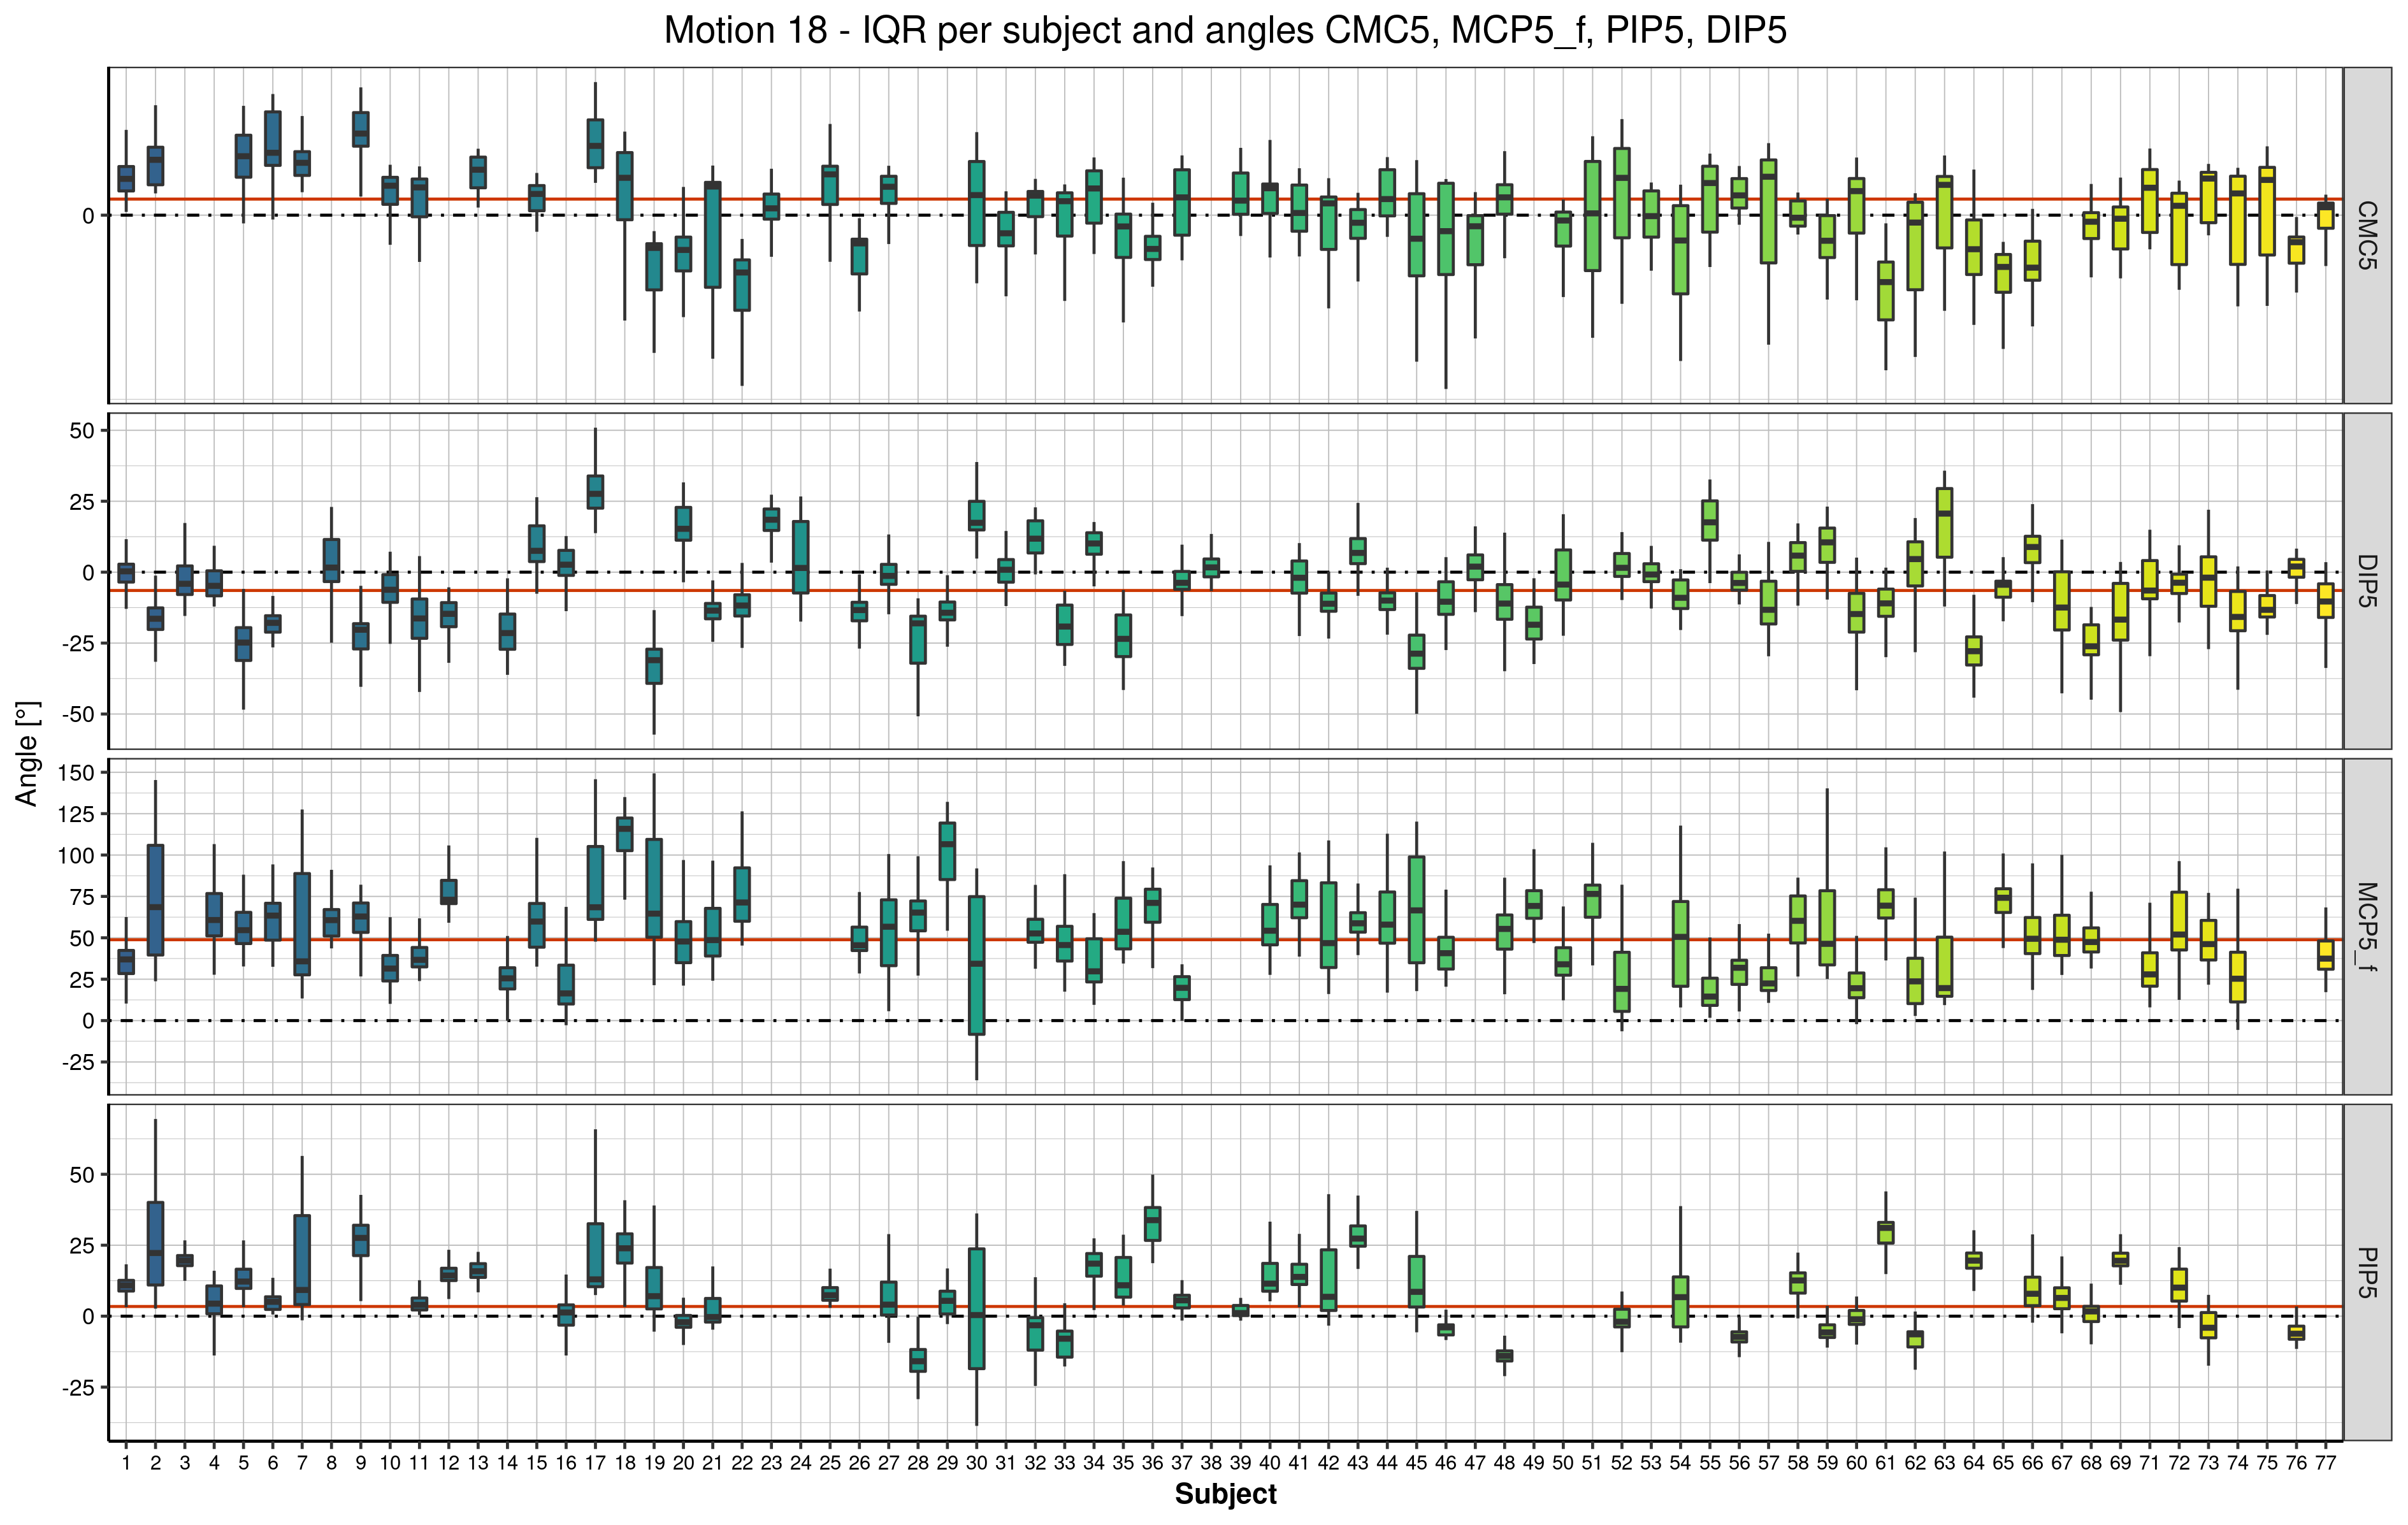 Motion 18 - IQR per subject and angles CMC5, MCP5_f, PIP5, DIP5
Angle [°]
0
CMC5
50
25
0
-25
-50
DIP5
150
125
100
75
50
25
0
-25
MCP5_f
50
25
0
-25
PIP5
1 2 3 4 5 6 7 8 9 10 11 12 13 14 15 16 17 18 19 20 21 22 23 24 25 26 27 28 29 30 31 32 33 34 35 36 37 38 39 40 41 42 43 44 45 46 47 48 49 50 51 52 53 54 55 56 57 58 59 60 61 62 63 64 65 66 67 68 69 71 72 73 74 75 76 77
Subject